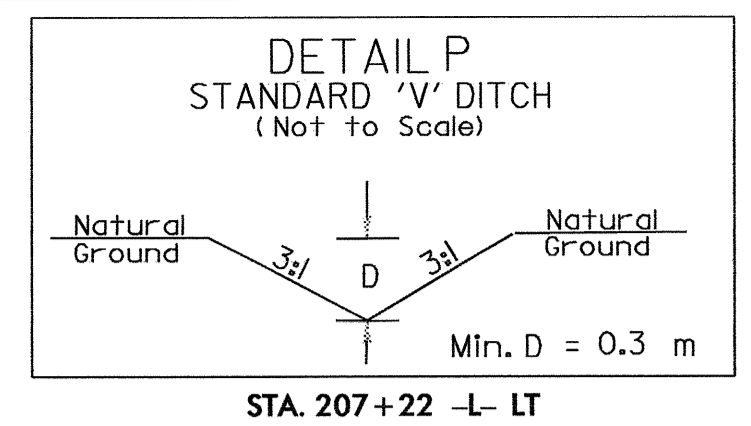 DETAIL P
STANDARD 'V' DITCH
(Not to Scale)
Natural
Ground
3:1
D
3:1
Natural
Ground
Min. D = 0.3 m
STA. 207+22 -L- LT